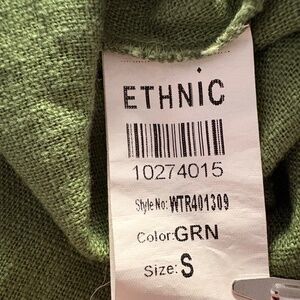 ETHNIC
10274015
Style No: WTR401309
Color:GRN
Size: S